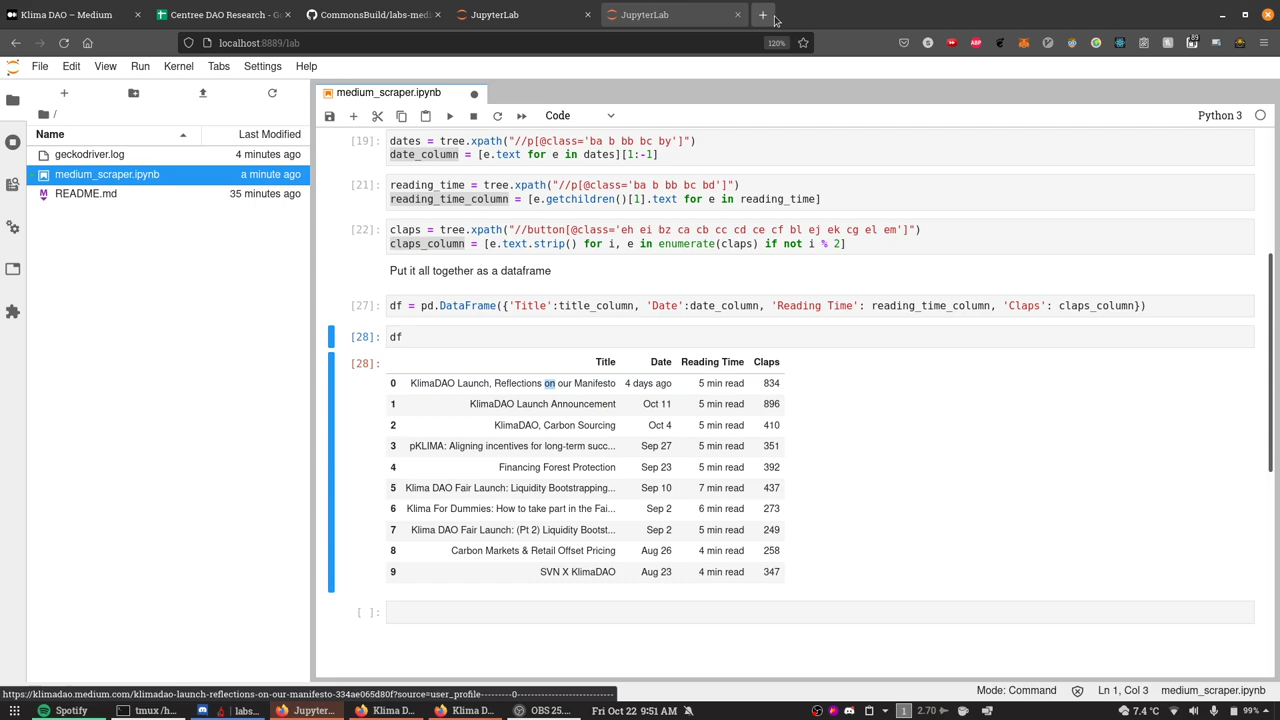 Klima DAO – Medium
Centree DAO Research - G
CommonsBuild/labs-medi
JupyterLab
JupyterLab
localhost:8889/lab
120%
89
File Edit View Run Kernel Tabs Settings Help
medium_scraper.ipynb
Code
Python 3
/
Name Last Modified
geckodriver.log 4 minutes ago
medium_scraper.ipynb a minute ago
README.md 35 minutes ago
[19]: dates = tree.xpath("//p[@class='ba b bb bc by']")
date_column = [e.text for e in dates][1:-1]
[21]: reading_time = tree.xpath("//p[@class='ba b bb bc bd']")
reading_time_column = [e.getchildren()[1].text for e in reading_time]
[22]: claps = tree.xpath("//button[@class='eh ei bz ca cb cc cd ce cf bl ej ek cg el em']")
claps_column = [e.text.strip() for i, e in enumerate(claps) if not i % 2]
Put it all together as a dataframe
[27]: df = pd.DataFrame({'Title':title_column, 'Date':date_column, 'Reading Time': reading_time_column, 'Claps': claps_column})
[28]: df
[28]: Title Date Reading Time Claps
0 KlimaDAO Launch, Reflections on our Manifesto 4 days ago 5 min read 834
1 KlimaDAO Launch Announcement Oct 11 5 min read 896
2 KlimaDAO, Carbon Sourcing Oct 4 5 min read 410
3 pKLIMA: Aligning incentives for long-term succ... Sep 27 5 min read 351
4 Financing Forest Protection Sep 23 5 min read 392
5 Klima DAO Fair Launch: Liquidity Bootstrapping... Sep 10 7 min read 437
6 Klima For Dummies: How to take part in the Fai... Sep 2 6 min read 273
7 Klima DAO Fair Launch: (Pt 2) Liquidity Bootst... Sep 2 5 min read 249
8 Carbon Markets & Retail Offset Pricing Aug 26 4 min read 258
9 SVN X KlimaDAO Aug 23 4 min read 347
[ ]:
https://klimadao.medium.com/klimadao-launch-reflections-on-our-manifesto-334ae065d80f?source=user_profile---------0----------------------------
Mode: Command Ln 1, Col 3 medium_scraper.ipynb
Spotify tmux /h... labs... Jupyter... Klima D... Klima D... OBS 25.... Fri Oct 22 9:51 AM 1 2.70 7.4 °C 99%